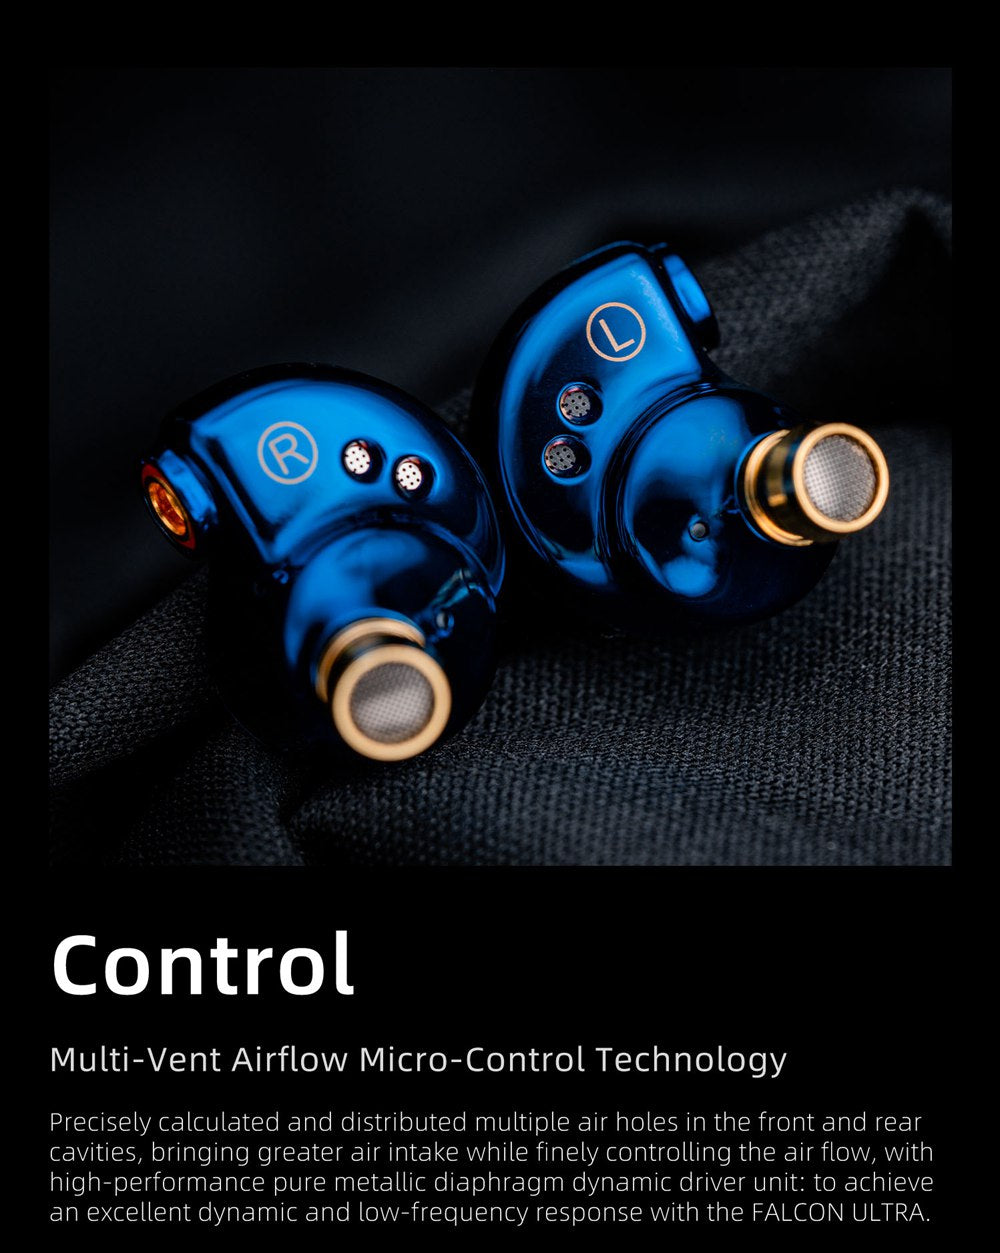 L
R
Control
Multi-Vent Airflow Micro-Control Technology
Precisely calculated and distributed multiple air holes in the front and rear
cavities, bringing greater air intake while finely controlling the air flow, with
high-performance pure metallic diaphragm dynamic driver unit: to achieve
an excellent dynamic and low-frequency response with the FALCON ULTRA.